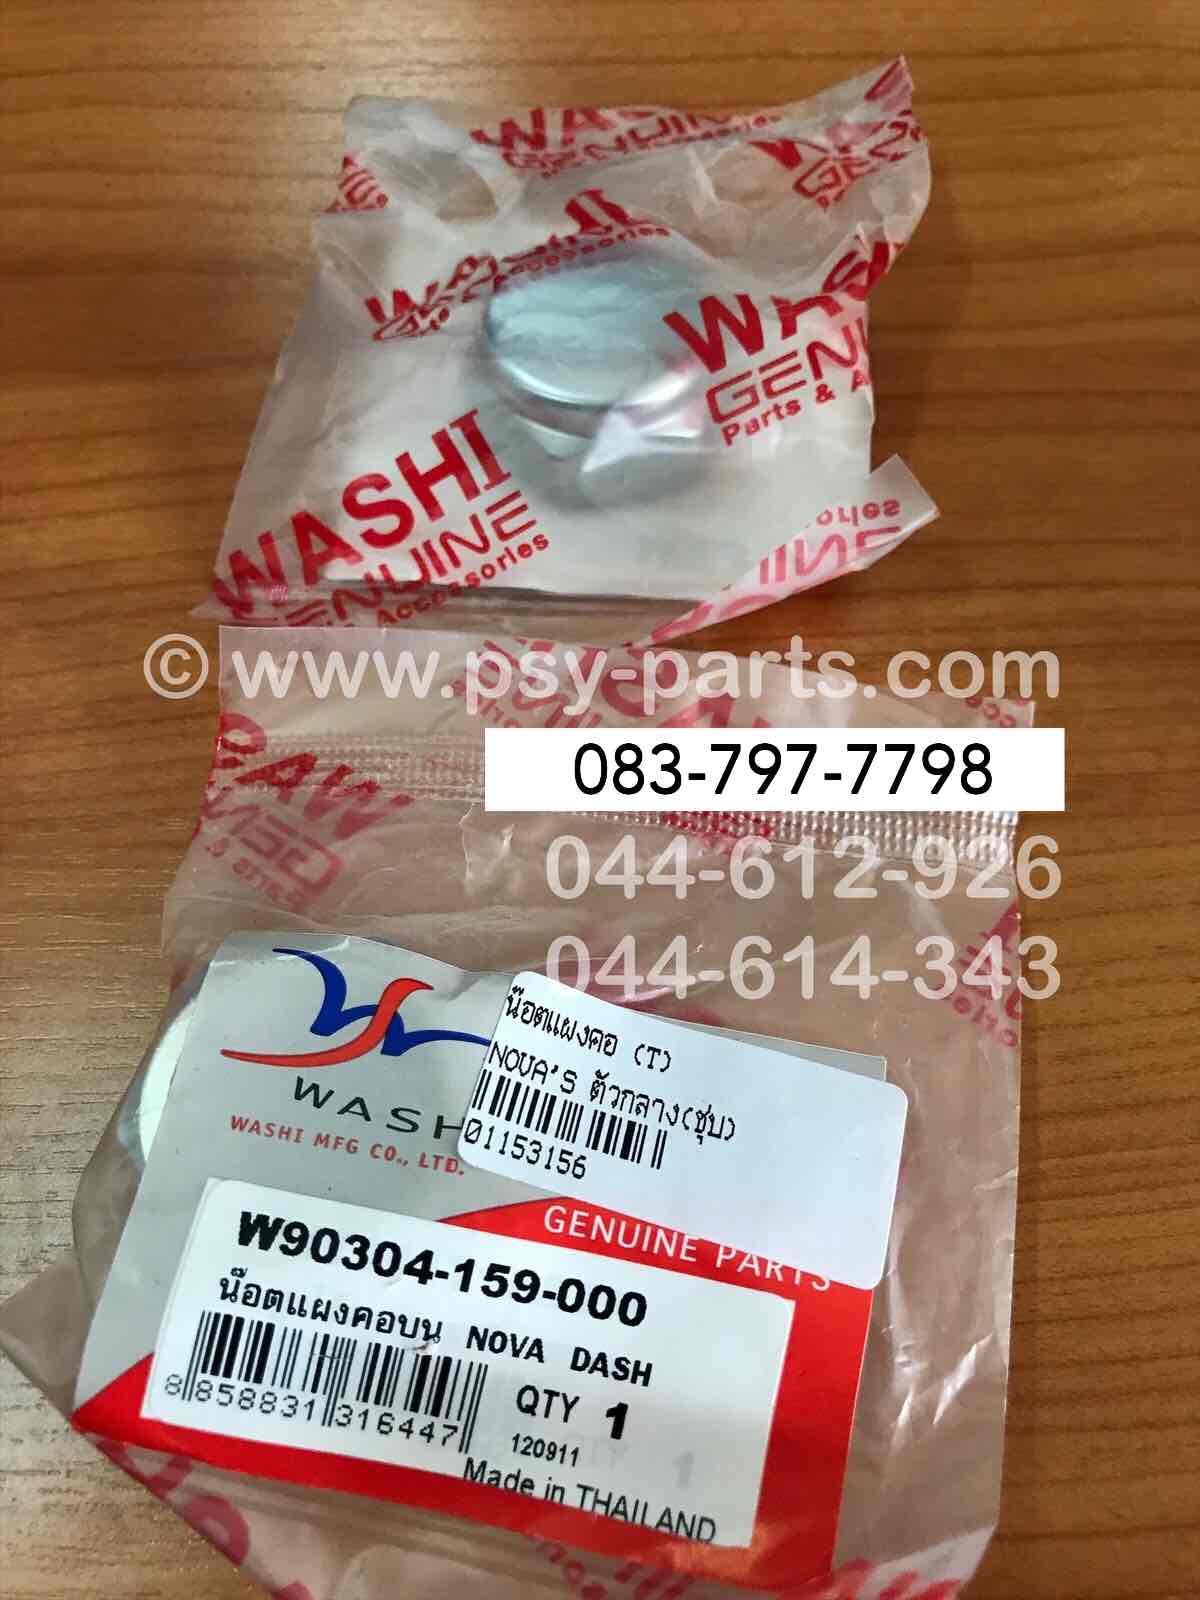 WASHI
GENUINE
WASHI
Accessories
WASHI
GENUI
Parts & A
WASHI
GENUINE
Accessories
© www.psy-parts.com
083-797-7798
044-612-926
044-614-343
น๊อตแผงคอ (T)
NOVA'S ตัวกลาง(ชุบ)
01153156
WASH
WASHI MFG CO., LTD.
GENUINE PARTS
W90304-159-000
น๊อตแผงคอบน NOVA DASH
8 858831 316447
QTY 1
120911
Made in THAILAND